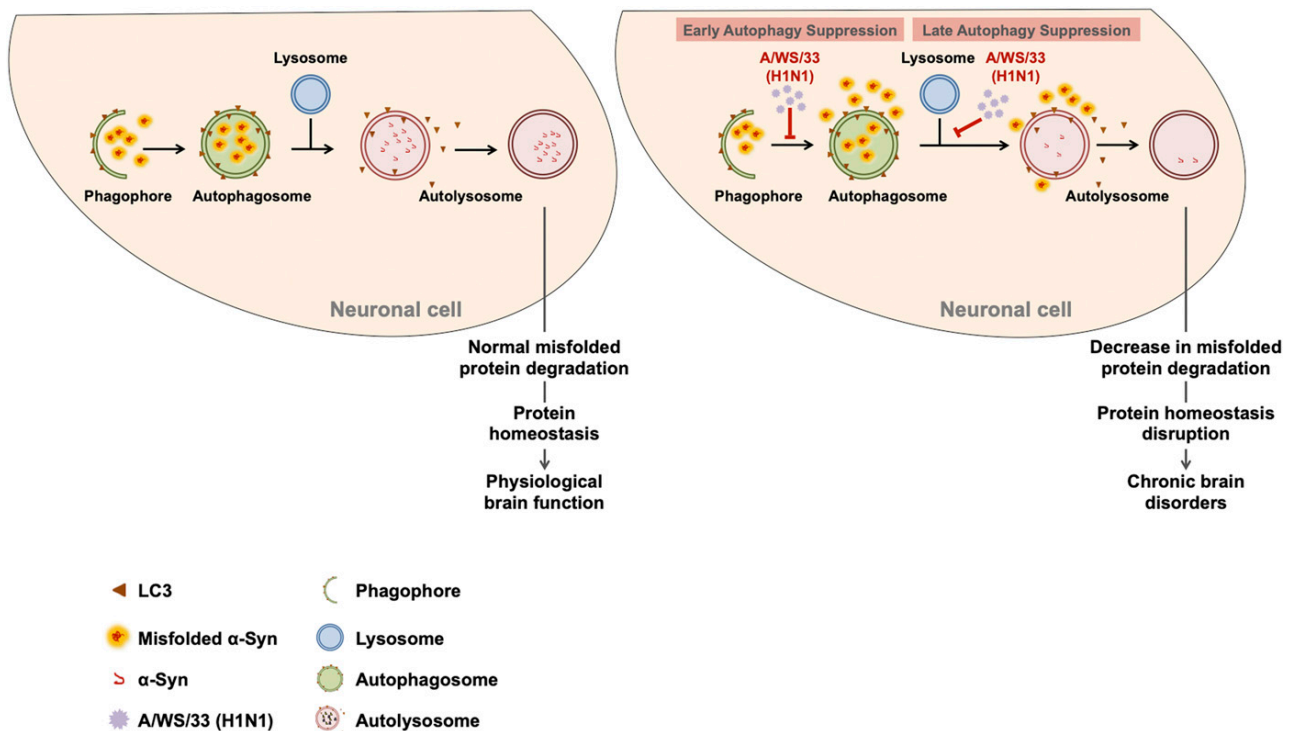 Lysosome
Phagophore
Autophagosome
Autolysosome
Neuronal cell
Normal misfolded
protein degradation
Protein
homeostasis
Physiological
brain function
Early Autophagy Suppression
Late Autophagy Suppression
A/WS/33
(H1N1)
Lysosome
A/WS/33
(H1N1)
Phagophore
Autophagosome
Autolysosome
Neuronal cell
Decrease in misfolded
protein degradation
Protein homeostasis
disruption
Chronic brain
disorders
LC3
Phagophore
Misfolded α-Syn
Lysosome
α-Syn
Autophagosome
A/WS/33 (H1N1)
Autolysosome